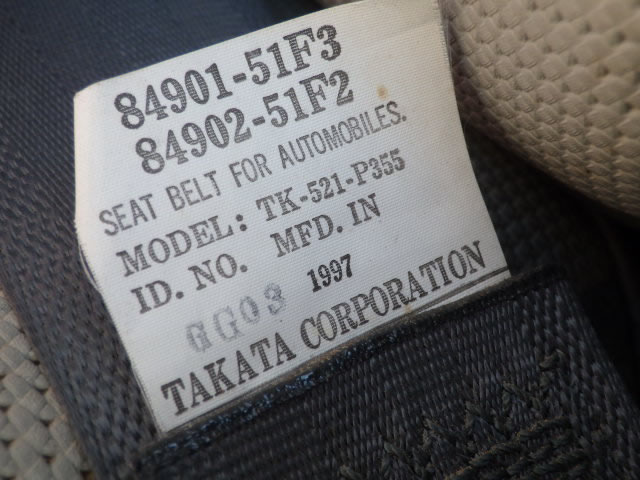 84901-51F3
84902-51F2
SEAT BELT FOR AUTOMOBILES.
MODEL: TK-521-P355
ID. NO. MFD. IN
GG03 1997
TAKATA CORPORATION